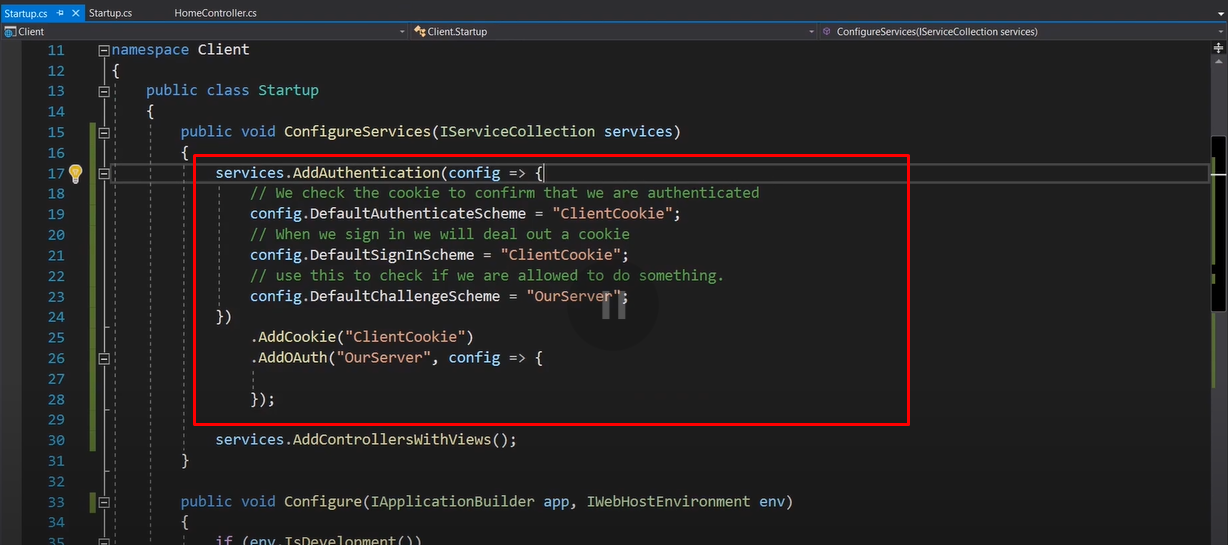 Startup.cs
Startup.cs
HomeController.cs
Client
Client.Startup
ConfigureServices(IServiceCollection services)
11 namespace Client
12 {
13 public class Startup
14 {
15 public void ConfigureServices(IServiceCollection services)
16 {
17 services.AddAuthentication(config => {
18 // We check the cookie to confirm that we are authenticated
19 config.DefaultAuthenticateScheme = "ClientCookie";
20 // When we sign in we will deal out a cookie
21 config.DefaultSignInScheme = "ClientCookie";
22 // use this to check if we are allowed to do something.
23 config.DefaultChallengeScheme = "OurServer";
24 })
25 .AddCookie("ClientCookie")
26 .AddOAuth("OurServer", config => {
27
28 });
29
30 services.AddControllersWithViews();
31 }
32
33 public void Configure(IApplicationBuilder app, IWebHostEnvironment env)
34 {
35 if (env.IsDevelopment())